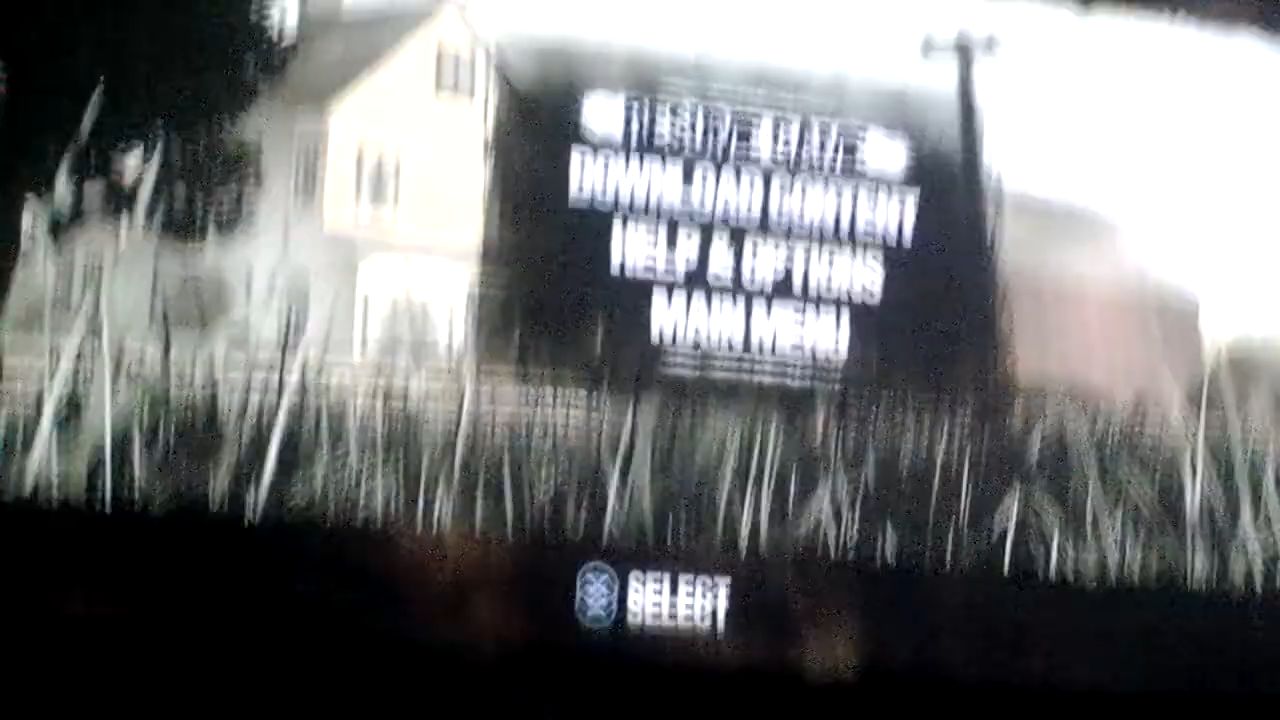 RESUME GAME
DOWNLOAD CONTENT
HELP & OPTIONS
MAIN MENU
SELECT